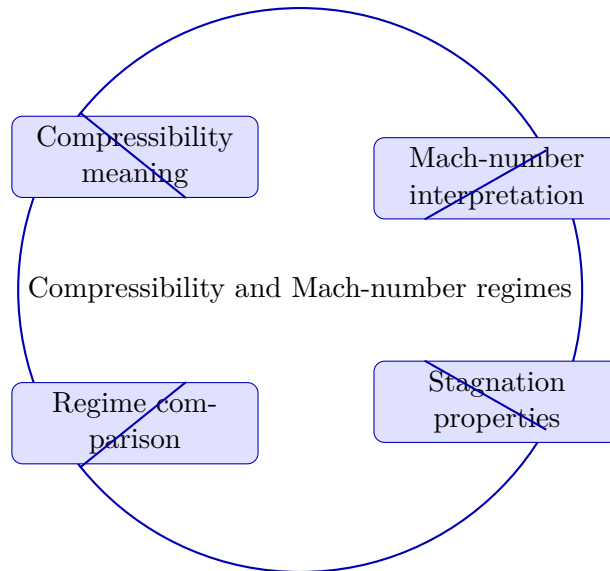 Compressibility
meaning
Mach-number
interpretation
Compressibility and Mach-number regimes
Regime com-
parison
Stagnation
properties